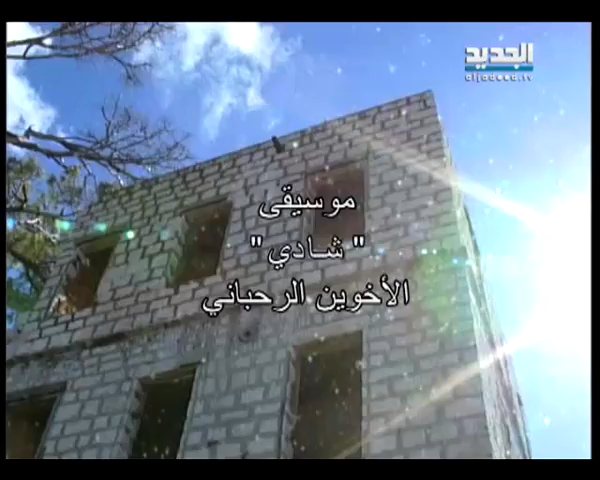 الجديد
aljadeed.tv
موسيقى
" شادي "
الأخوين الرحباني